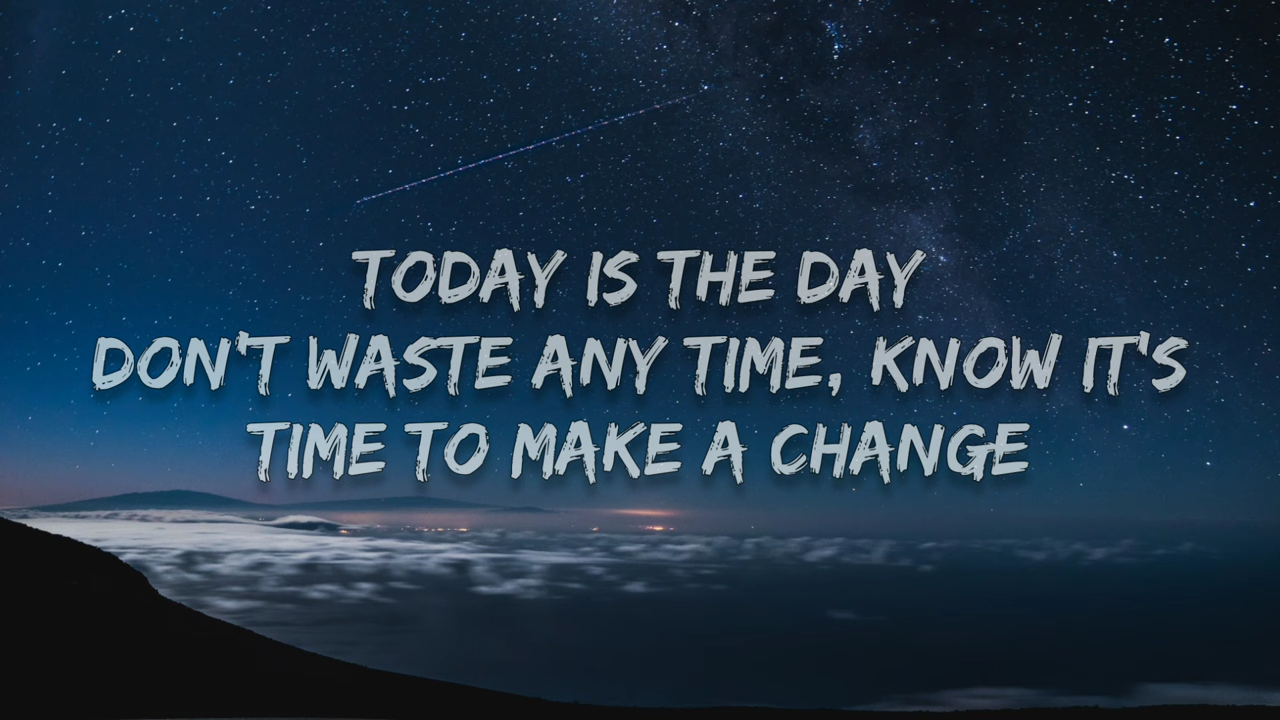 TODAY IS THE DAY
DON'T WASTE ANY TIME, KNOW IT'S
TIME TO MAKE A CHANGE